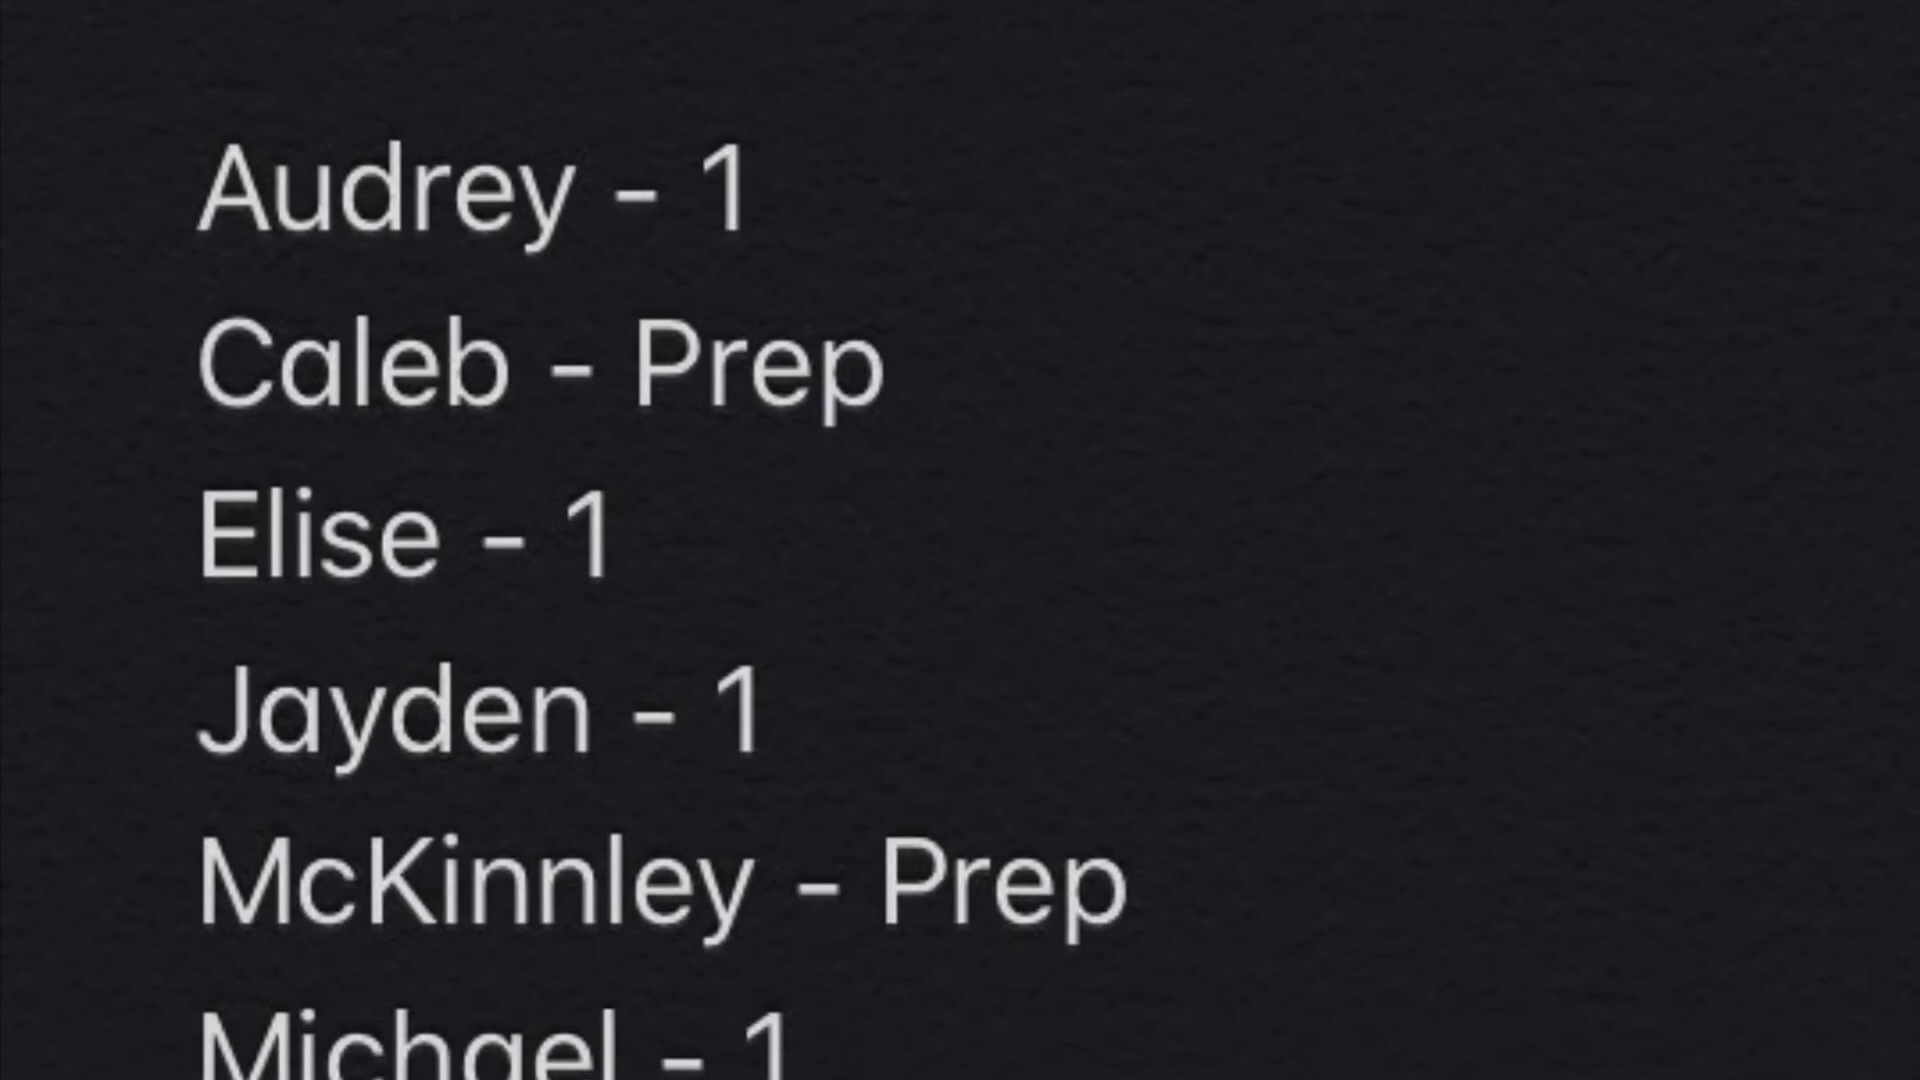 Audrey - 1
Caleb - Prep
Elise - 1
Jayden - 1
McKinnley - Prep
Michael - 1